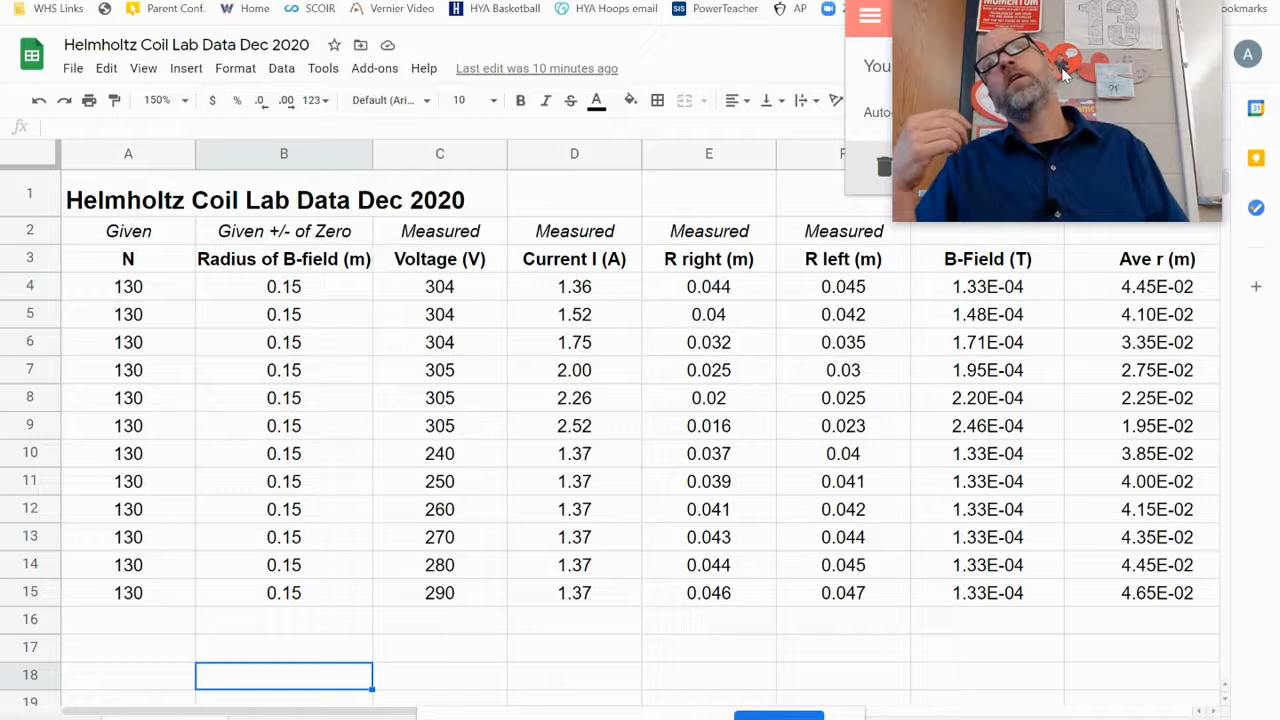 WHS Links Parent Conf. Home SCOIR Vernier Video HYA Basketball HYA Hoops email SIS PowerTeacher AP Z okmarks
Helmholtz Coil Lab Data Dec 2020
File Edit View Insert Format Data Tools Add-ons Help Last edit was 10 minutes ago
150% $ % .0 .00 123 Default (Ari... 10 B I S A
fx
You
Auto-
MOMENTUM
13
A
A B C D E F
1 Helmholtz Coil Lab Data Dec 2020
2 Given Given +/- of Zero Measured Measured Measured Measured
3 N Radius of B-field (m) Voltage (V) Current I (A) R right (m) R left (m) B-Field (T) Ave r (m)
4 130 0.15 304 1.36 0.044 0.045 1.33E-04 4.45E-02
5 130 0.15 304 1.52 0.04 0.042 1.48E-04 4.10E-02
6 130 0.15 304 1.75 0.032 0.035 1.71E-04 3.35E-02
7 130 0.15 305 2.00 0.025 0.03 1.95E-04 2.75E-02
8 130 0.15 305 2.26 0.02 0.025 2.20E-04 2.25E-02
9 130 0.15 305 2.52 0.016 0.023 2.46E-04 1.95E-02
10 130 0.15 240 1.37 0.037 0.04 1.33E-04 3.85E-02
11 130 0.15 250 1.37 0.039 0.041 1.33E-04 4.00E-02
12 130 0.15 260 1.37 0.041 0.042 1.33E-04 4.15E-02
13 130 0.15 270 1.37 0.043 0.044 1.33E-04 4.35E-02
14 130 0.15 280 1.37 0.044 0.045 1.33E-04 4.45E-02
15 130 0.15 290 1.37 0.046 0.047 1.33E-04 4.65E-02
16
17
18
19